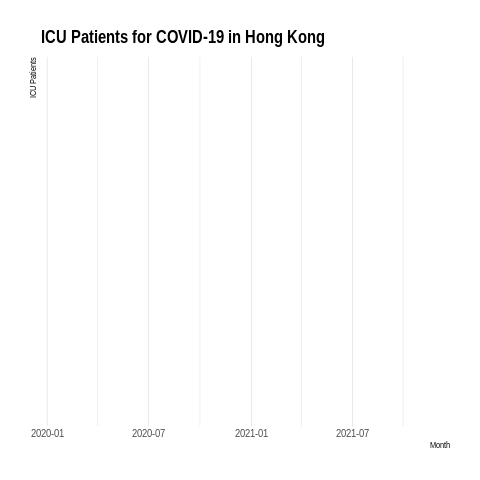 ICU Patients for COVID-19 in Hong Kong
ICU Patients
2020-01 2020-07 2021-01 2021-07
Month